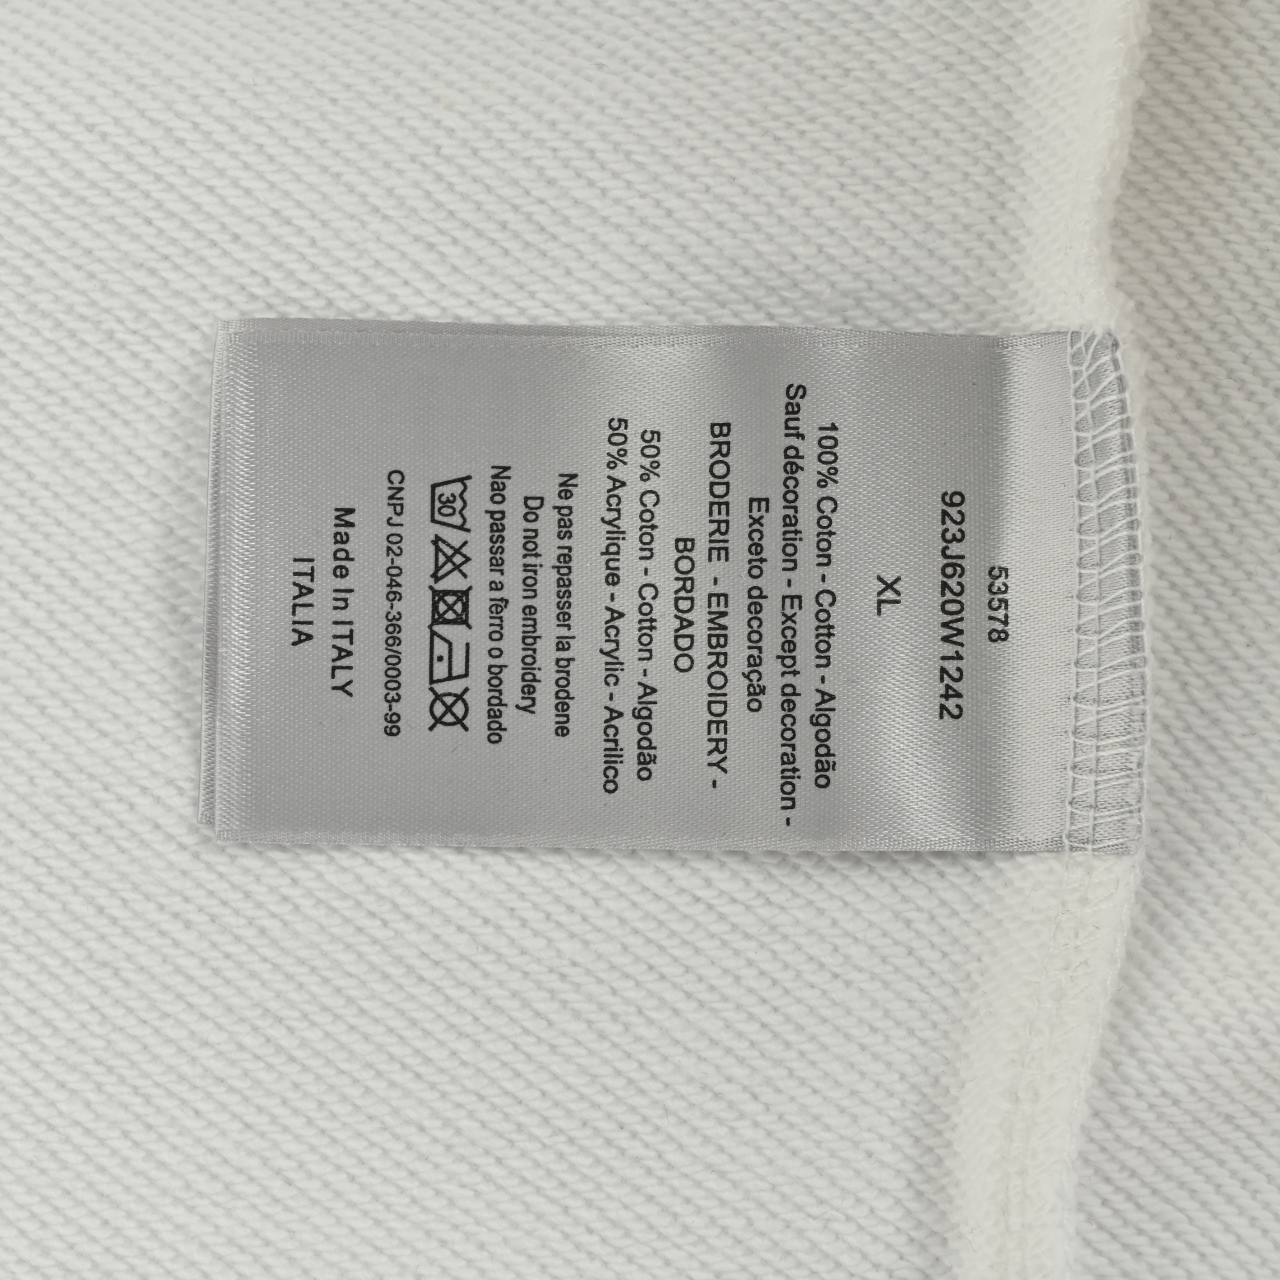 53578
923J620W1242
XL
100% Coton - Cotton - Algodão
Sauf décoration - Except decoration -
Exceto decoração
BRODERIE - EMBROIDERY -
BORDADO
50% Coton - Cotton - Algodão
50% Acrylique - Acrylic - Acrilico
Ne pas repasser la brodene
Do not iron embroidery
Nao passar a fèrro o bordado
30
CNPJ 02-046-366/0003-99
Made In ITALY
ITALIA